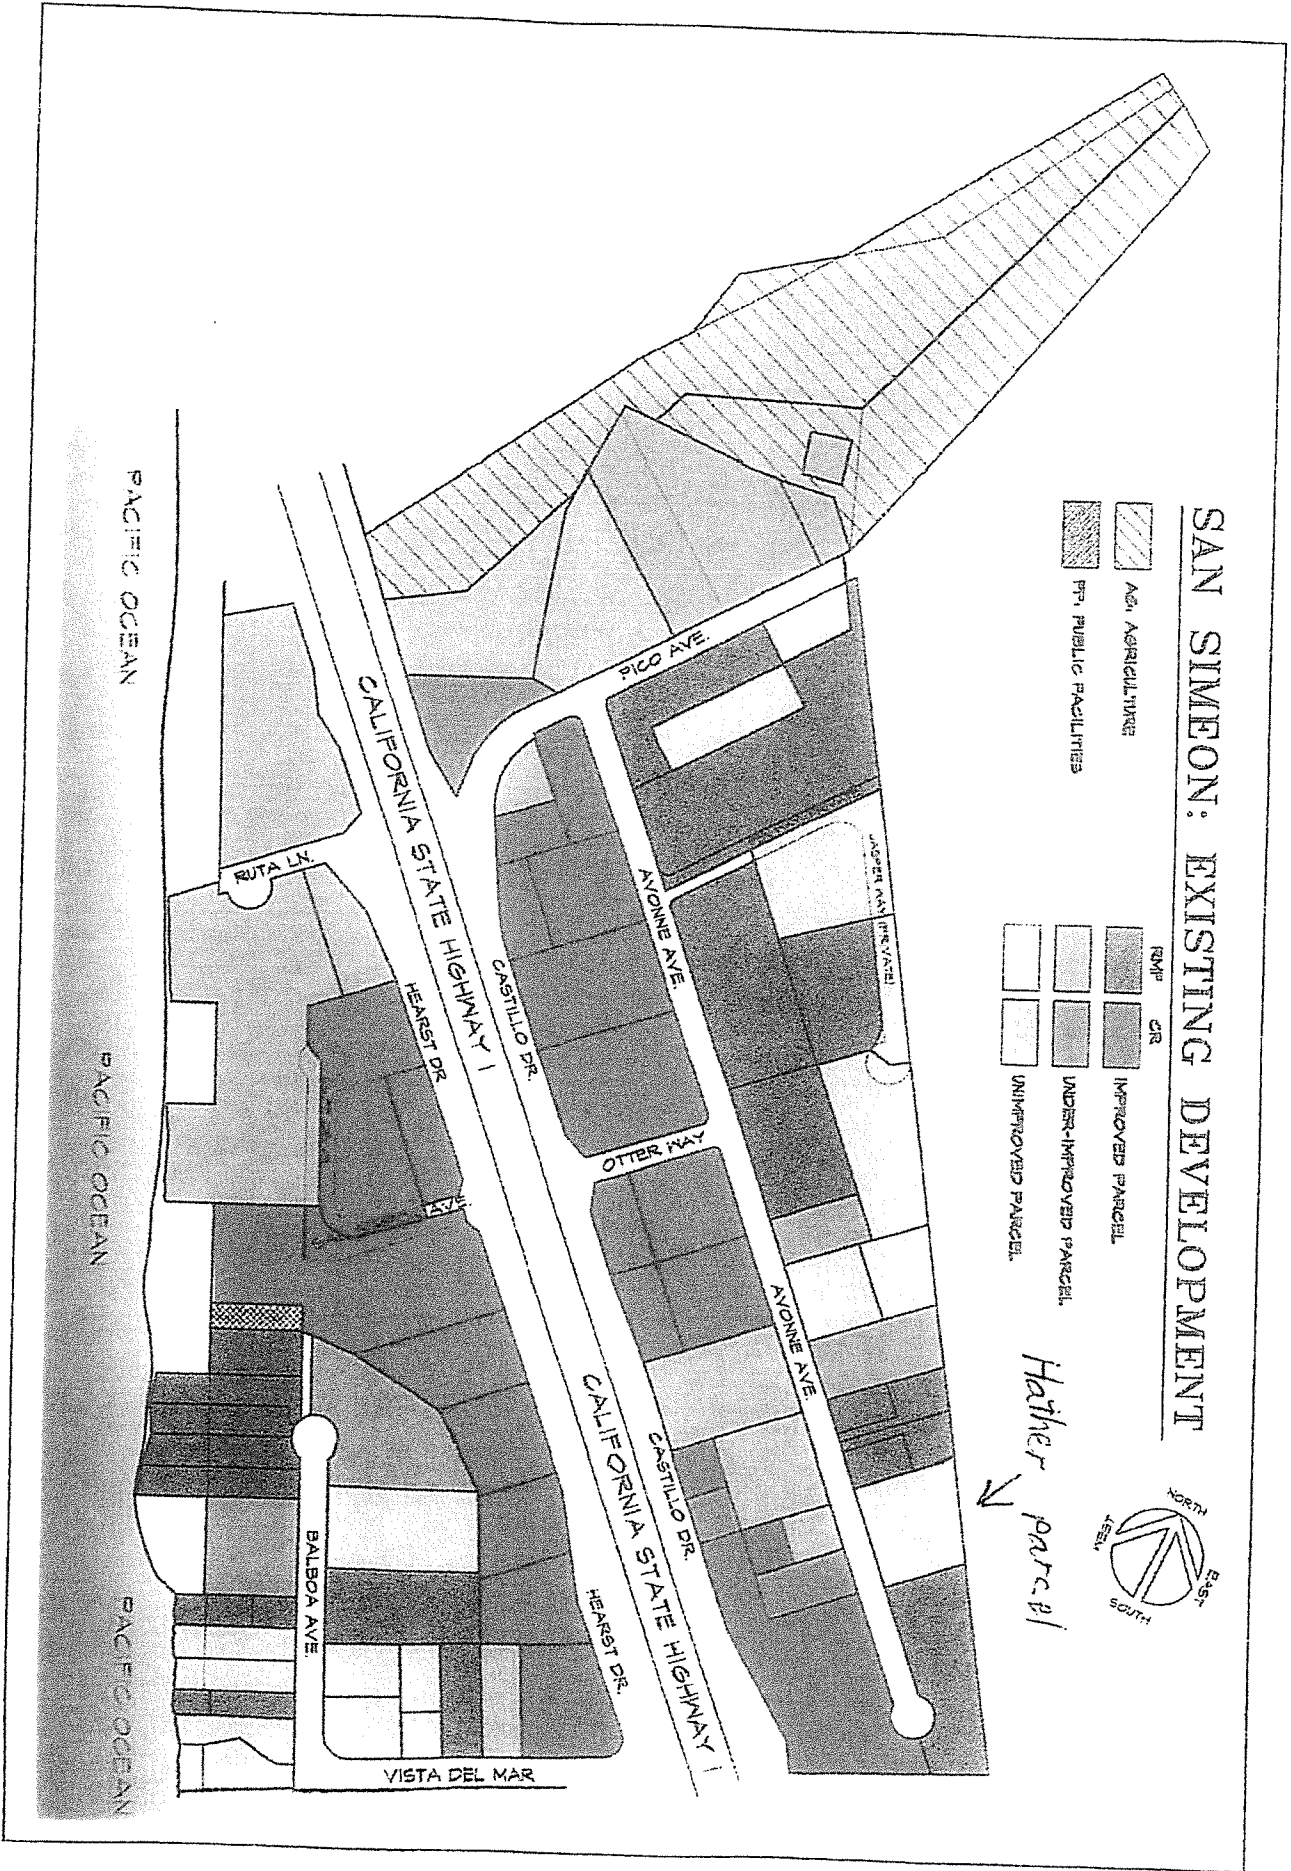 SAN SIMEON: EXISTING DEVELOPMENT
AG, AGRICULTURE
PF, PUBLIC FACILITIES
RMF
CR
IMPROVED PARCEL
UNDER-IMPROVED PARCEL
UNIMPROVED PARCEL
Hather parcel
NORTH
EAST
SOUTH
WEST
PICO AVE.
JASPER WAY (PRIVATE)
AVONNE AVE.
AVONNE AVE.
OTTER WAY
CASTILLO DR.
CASTILLO DR.
CALIFORNIA STATE HIGHWAY 1
CALIFORNIA STATE HIGHWAY 1
HEARST DR
HEARST DR.
RUTA LN.
AVE.
BALBOA AVE.
VISTA DEL MAR
PACIFIC OCEAN
PACIFIC OCEAN
PACIFIC OCEAN